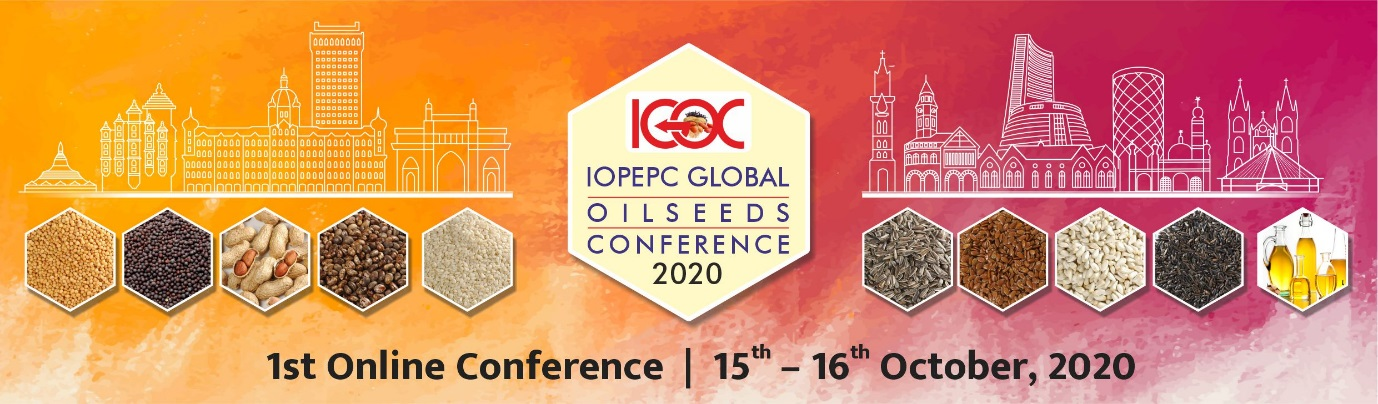 IGOC
IOPEPC GLOBAL
OILSEEDS
CONFERENCE
2020
1st Online Conference | 15th – 16th October, 2020